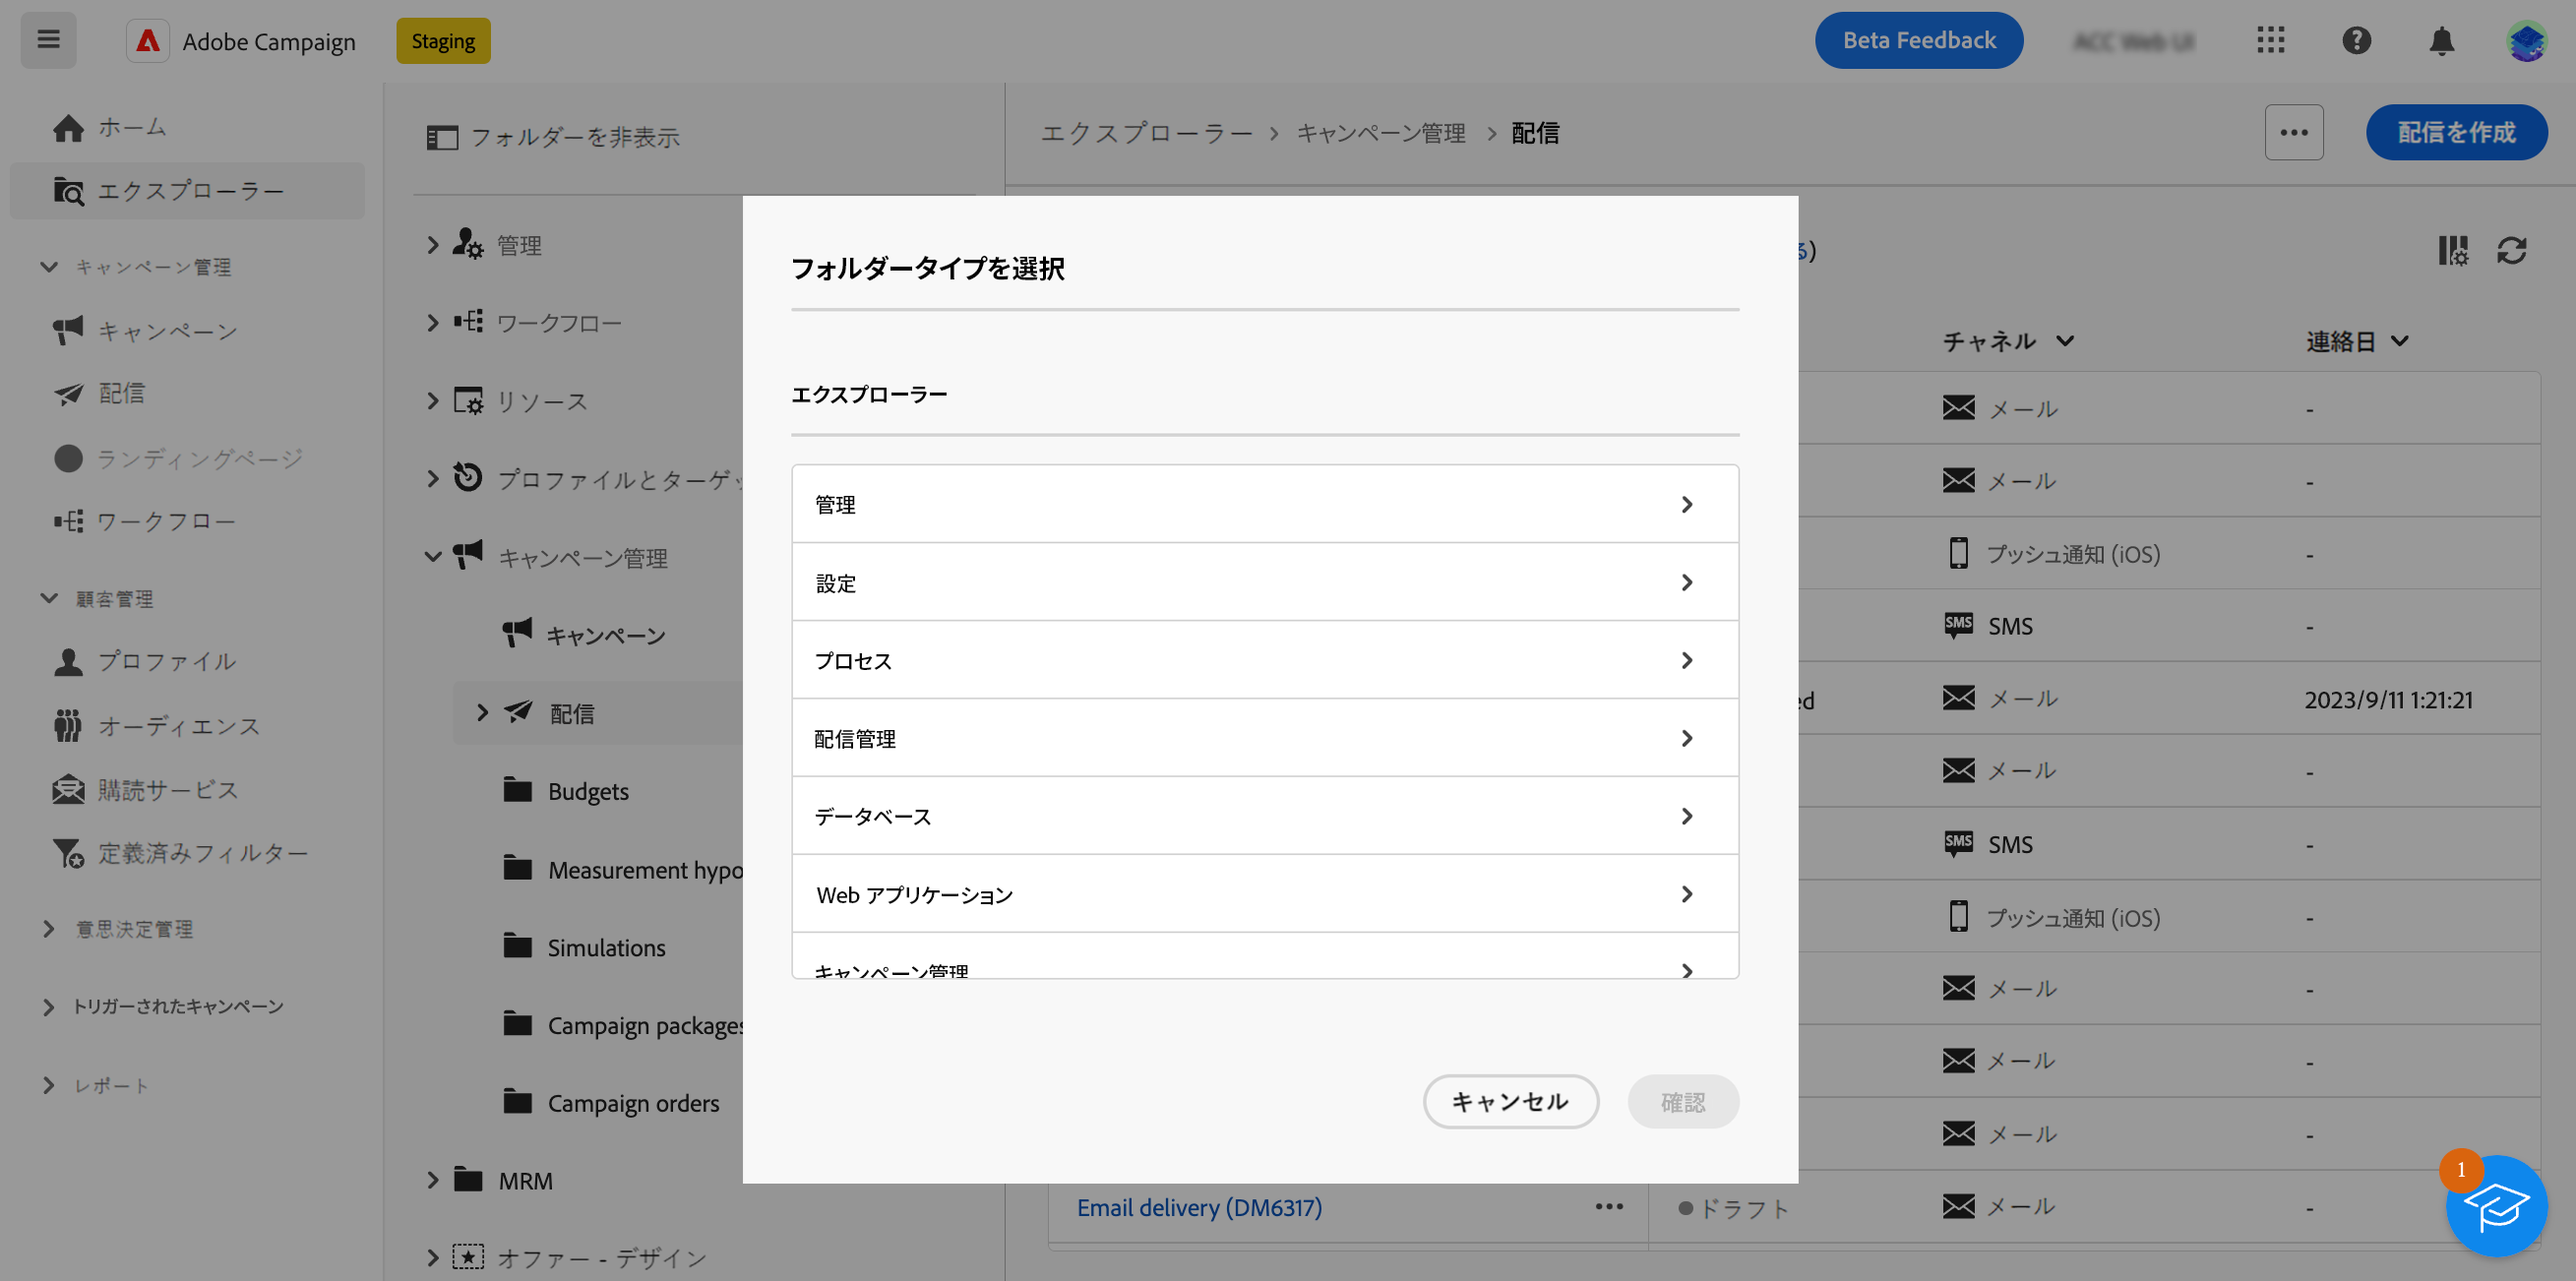 Adobe Campaign
Staging
Beta Feedback
ホーム
エクスプローラー
キャンペーン管理
キャンペーン
配信
ランディングページ
ワークフロー
顧客管理
プロファイル
オーディエンス
購読サービス
定義済みフィルター
意思決定管理
トリガーされたキャンペーン
レポート
フォルダーを非表示
管理
ワークフロー
リソース
プロファイルとターゲッ
キャンペーン管理
キャンペーン
配信
Budgets
Measurement hypo
Simulations
Campaign packages
Campaign orders
MRM
オファー - デザイン
エクスプローラー > キャンペーン管理 > 配信
配信を作成
る)
チャネル 連絡日
メール -
メール -
プッシュ通知 (iOS) -
SMS SMS -
ed メール 2023/9/11 1:21:21
メール -
SMS SMS -
プッシュ通知 (iOS) -
メール -
メール -
メール -
Email delivery (DM6317) ドラフト メール -
フォルダータイプを選択
エクスプローラー
管理
設定
プロセス
配信管理
データベース
Web アプリケーション
キャンペーン管理
キャンセル
確認
1